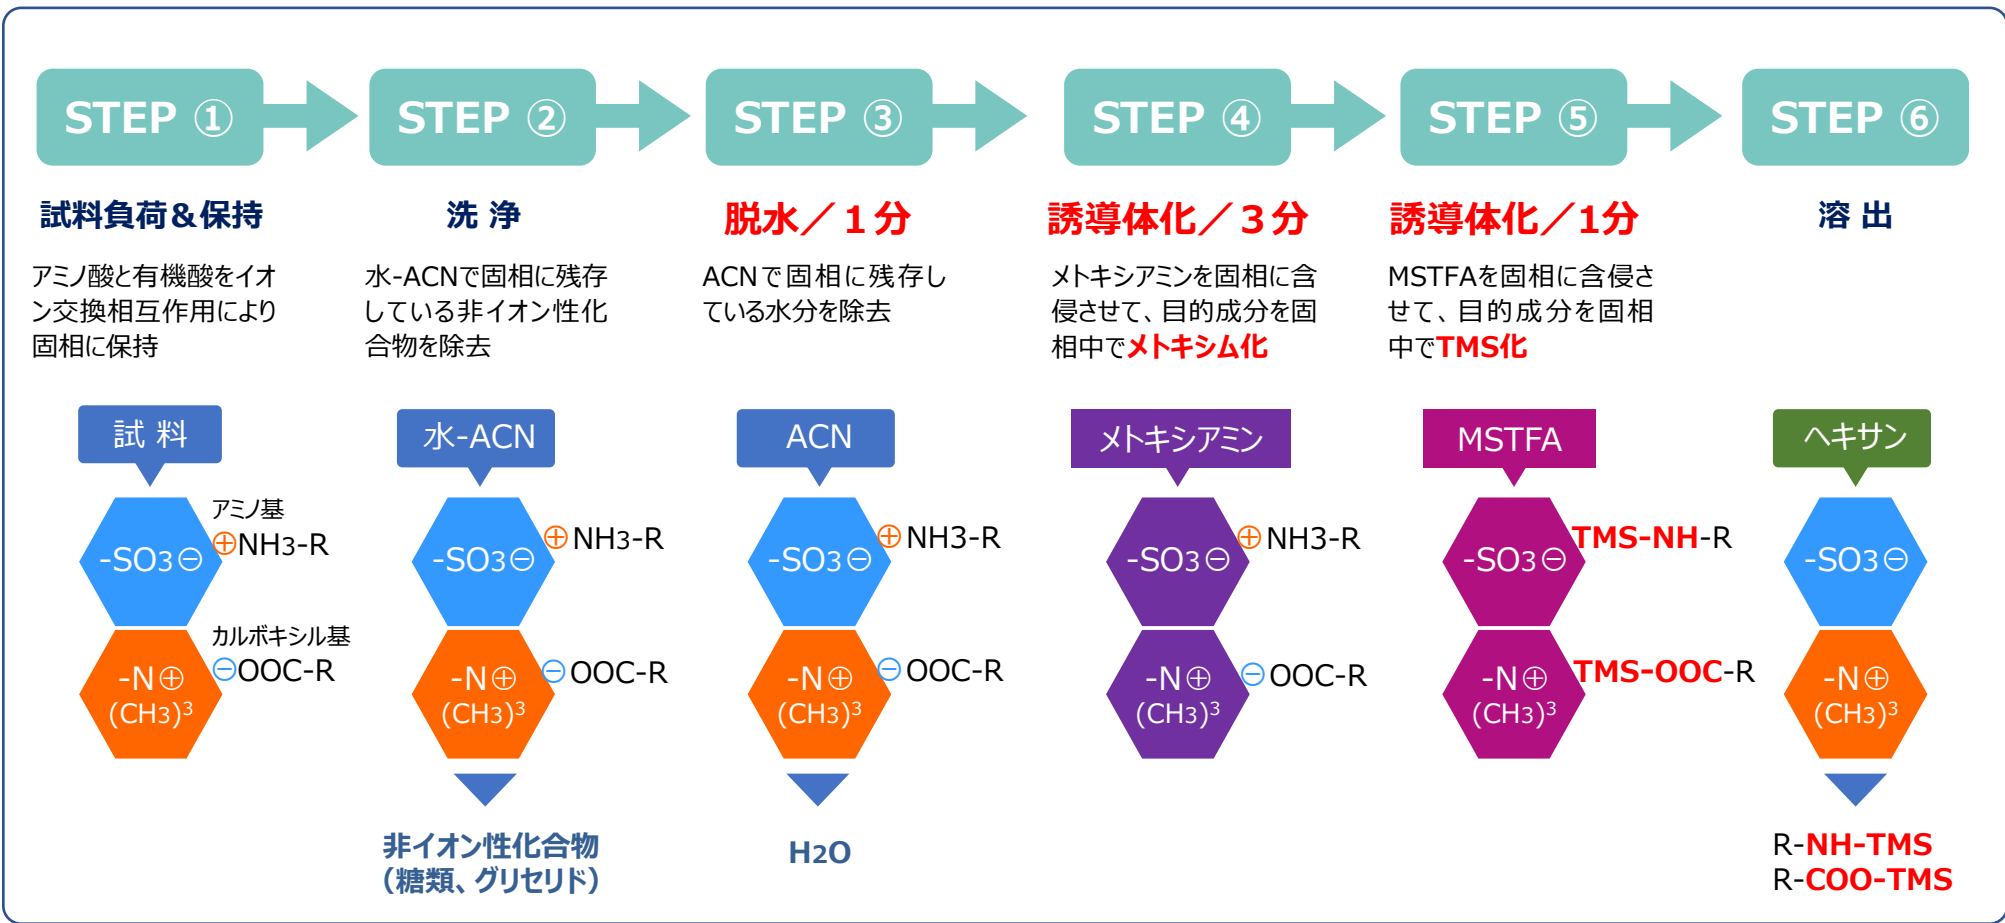 STEP ①
STEP ②
STEP ③
STEP ④
STEP ⑤
STEP ⑥
試料負荷＆保持
アミノ酸と有機酸をイオ
ン交換相互作用により
固相に保持
洗 浄
水-ACNで固相に残存
している非イオン性化
合物を除去
脱水／１分
ACNで固相に残存し
ている水分を除去
誘導体化／３分
メトキシアミンを固相に含
侵させて、目的成分を固
相中でメトキシム化
誘導体化／1分
MSTFAを固相に含侵さ
せて、目的成分を固相
中でTMS化
溶 出
試 料
アミノ基
⊕NH3-R
-SO3⊖
カルボキシル基
⊖OOC-R
-N⊕
(CH3)³
水-ACN
⊕NH3-R
-SO3⊖
⊖OOC-R
-N⊕
(CH3)³
非イオン性化合物
（糖類、グリセリド）
ACN
⊕NH3-R
-SO3⊖
⊖OOC-R
-N⊕
(CH3)³
H2O
メトキシアミン
⊕NH3-R
-SO3⊖
⊖OOC-R
-N⊕
(CH3)³
MSTFA
TMS-NH-R
-SO3⊖
TMS-OOC-R
-N⊕
(CH3)³
ヘキサン
-SO3⊖
-N⊕
(CH3)³
R-NH-TMS
R-COO-TMS